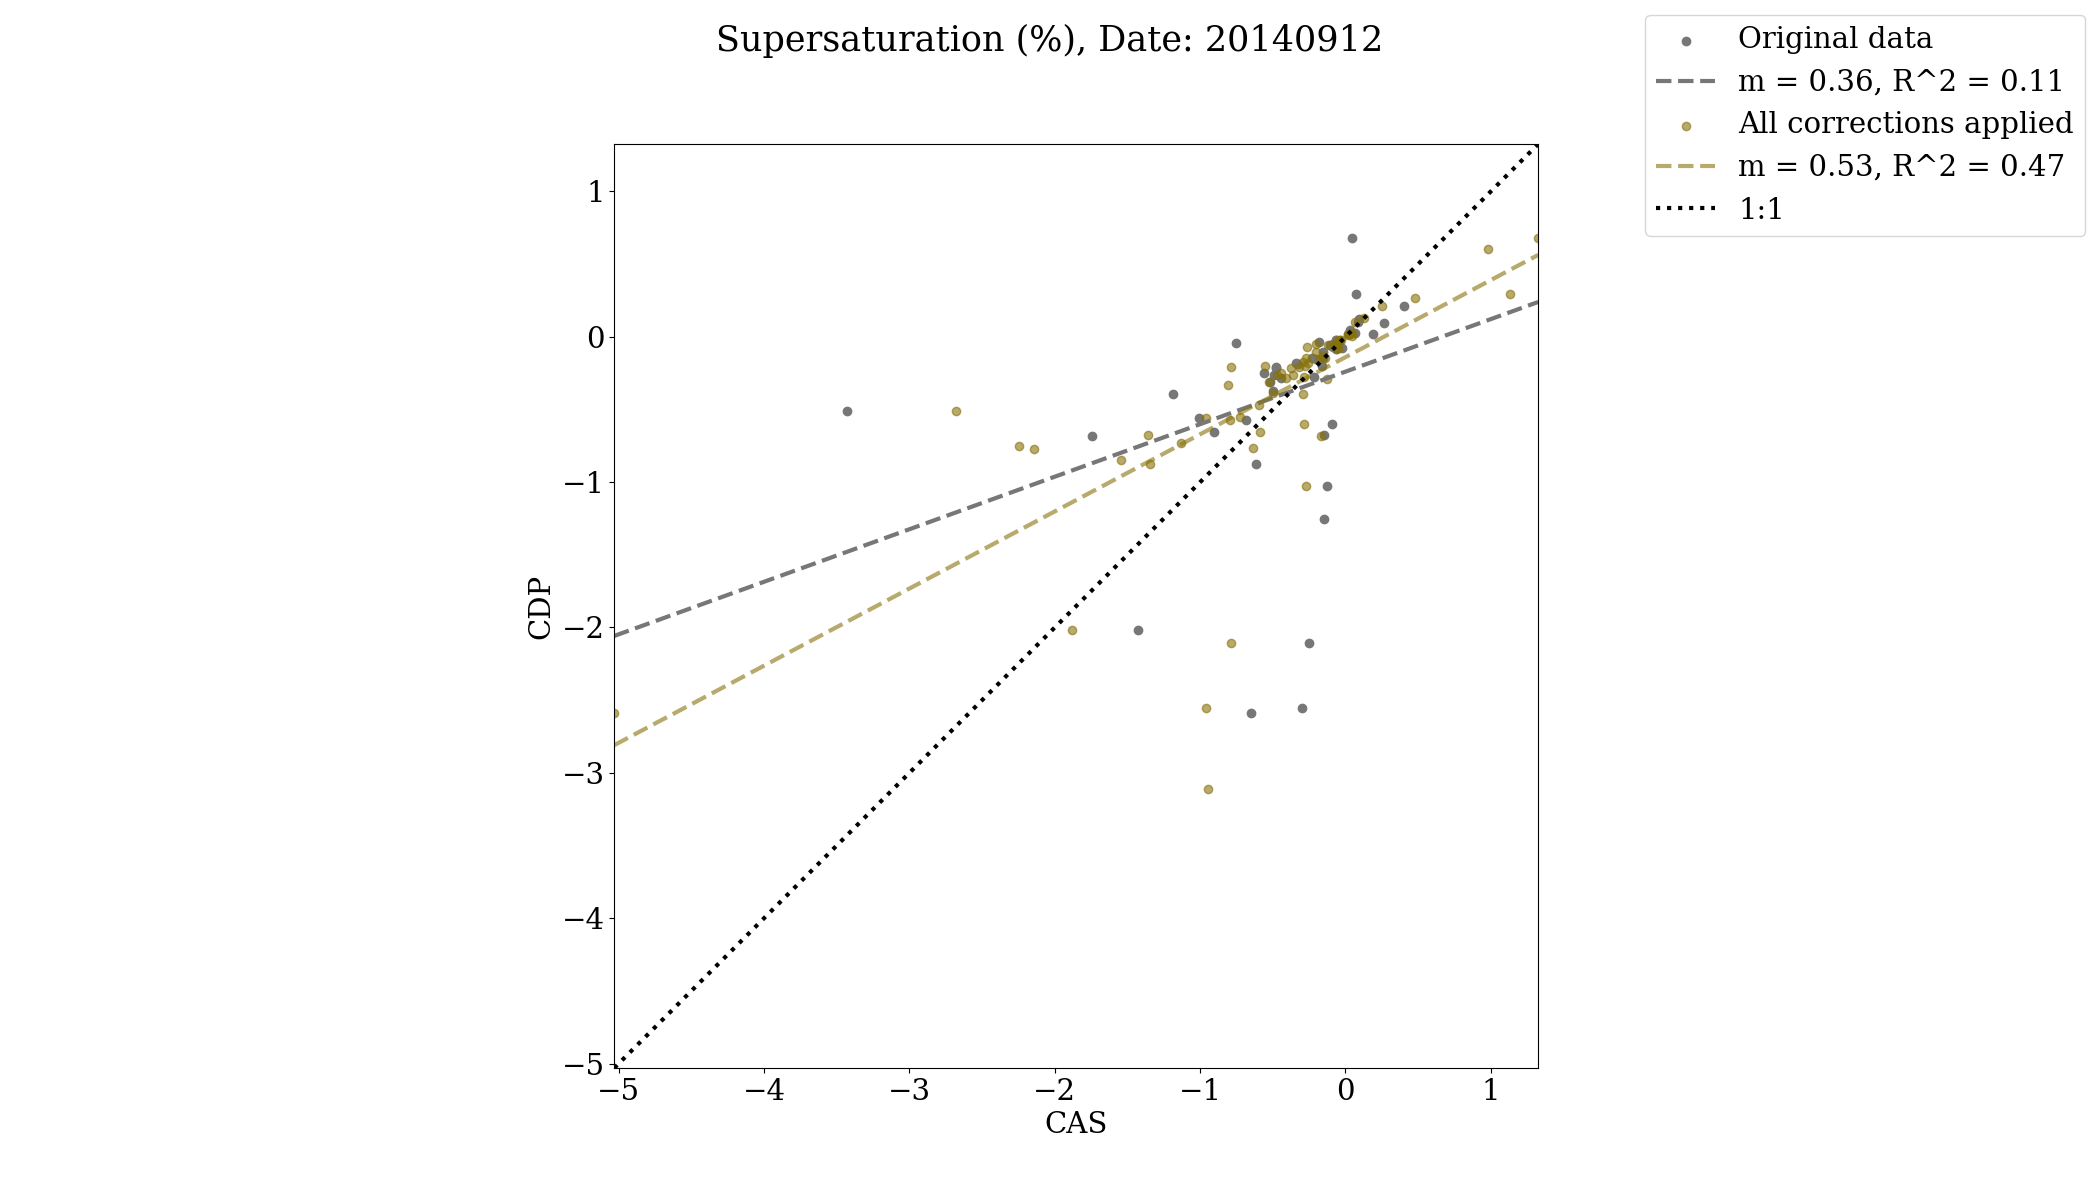 Supersaturation (%), Date: 20140912
Original data
m = 0.36, R^2 = 0.11
All corrections applied
m = 0.53, R^2 = 0.47
1:1
1
0
−1
−2
−3
−4
−5
CDP
−5 −4 −3 −2 −1 0 1
CAS